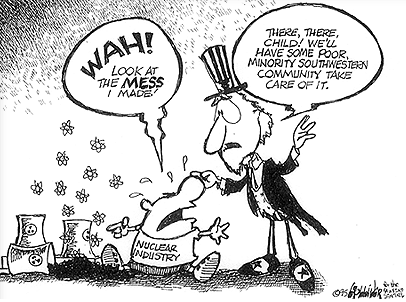 WAH!
LOOK AT
THE MESS
I MADE!
THERE, THERE,
CHILD! WE'LL
HAVE SOME POOR,
MINORITY SOUTHWESTERN
COMMUNITY TAKE
CARE OF IT.
NUCLEAR
INDUSTRY